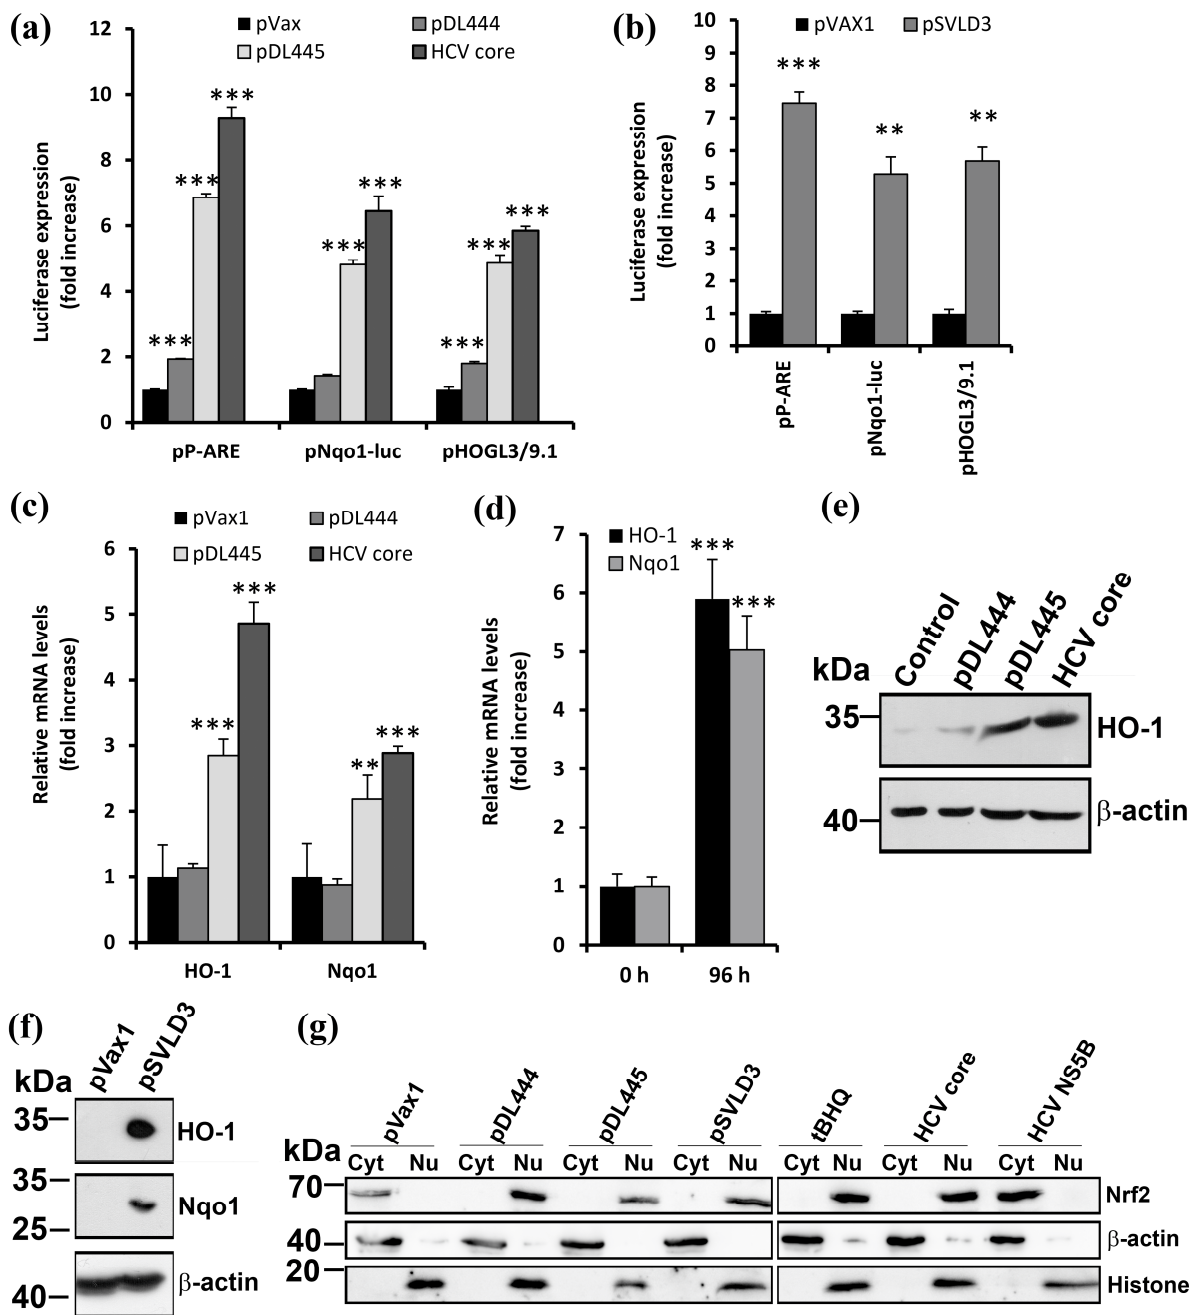 (a)
pVax
pDL444
pDL445
HCV core
Luciferase expression
(fold increase)
12
10
8
6
4
2
0
***
***
***
***
***
***
***
***
pP-ARE
pNqo1-luc
pHOGL3/9.1
(b)
pVAX1
pSVLD3
Luciferase expression
(fold increase)
10
9
8
7
6
5
4
3
2
1
0
***
**
**
pP-ARE
pNqo1-luc
pHOGL3/9.1
(c)
pVax1
pDL444
pDL445
HCV core
Relative mRNA levels
(fold increase)
6
5
4
3
2
1
0
***
***
**
***
HO-1
Nqo1
(d)
HO-1
Nqo1
Relative mRNA levels
(fold increase)
7
6
5
4
3
2
1
0
***
***
0 h
96 h
(e)
Control
pDL444
pDL445
HCV core
kDa
35
HO-1
40
β-actin
(f)
pVax1
pSVLD3
kDa
35
HO-1
35
Nqo1
25
40
β-actin
(g)
pVax1
pDL444
pDL445
pSVLD3
tBHQ
HCV core
HCV NS5B
kDa
Cyt Nu Cyt Nu Cyt Nu Cyt Nu Cyt Nu Cyt Nu Cyt Nu
70
Nrf2
40
β-actin
20
Histone